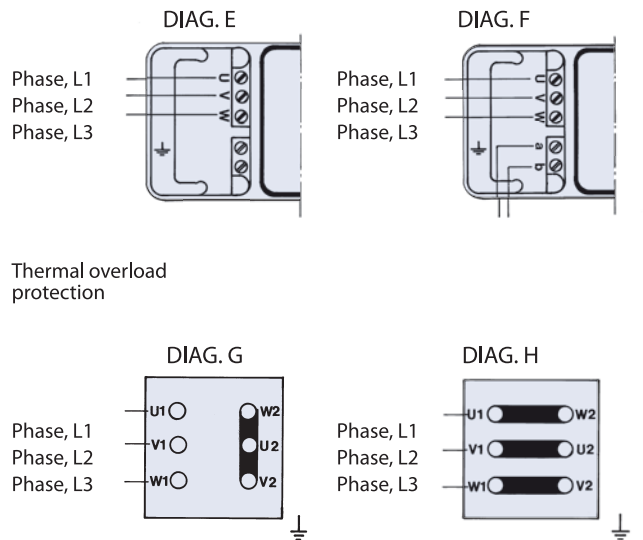 DIAG. E
Phase, L1
Phase, L2
Phase, L3
U
V
W
DIAG. F
Phase, L1
Phase, L2
Phase, L3
U
V
W
a
b
Thermal overload
protection
DIAG. G
Phase, L1
Phase, L2
Phase, L3
U1 W2
V1 U2
W1 V2
DIAG. H
Phase, L1
Phase, L2
Phase, L3
U1 W2
V1 U2
W1 V2